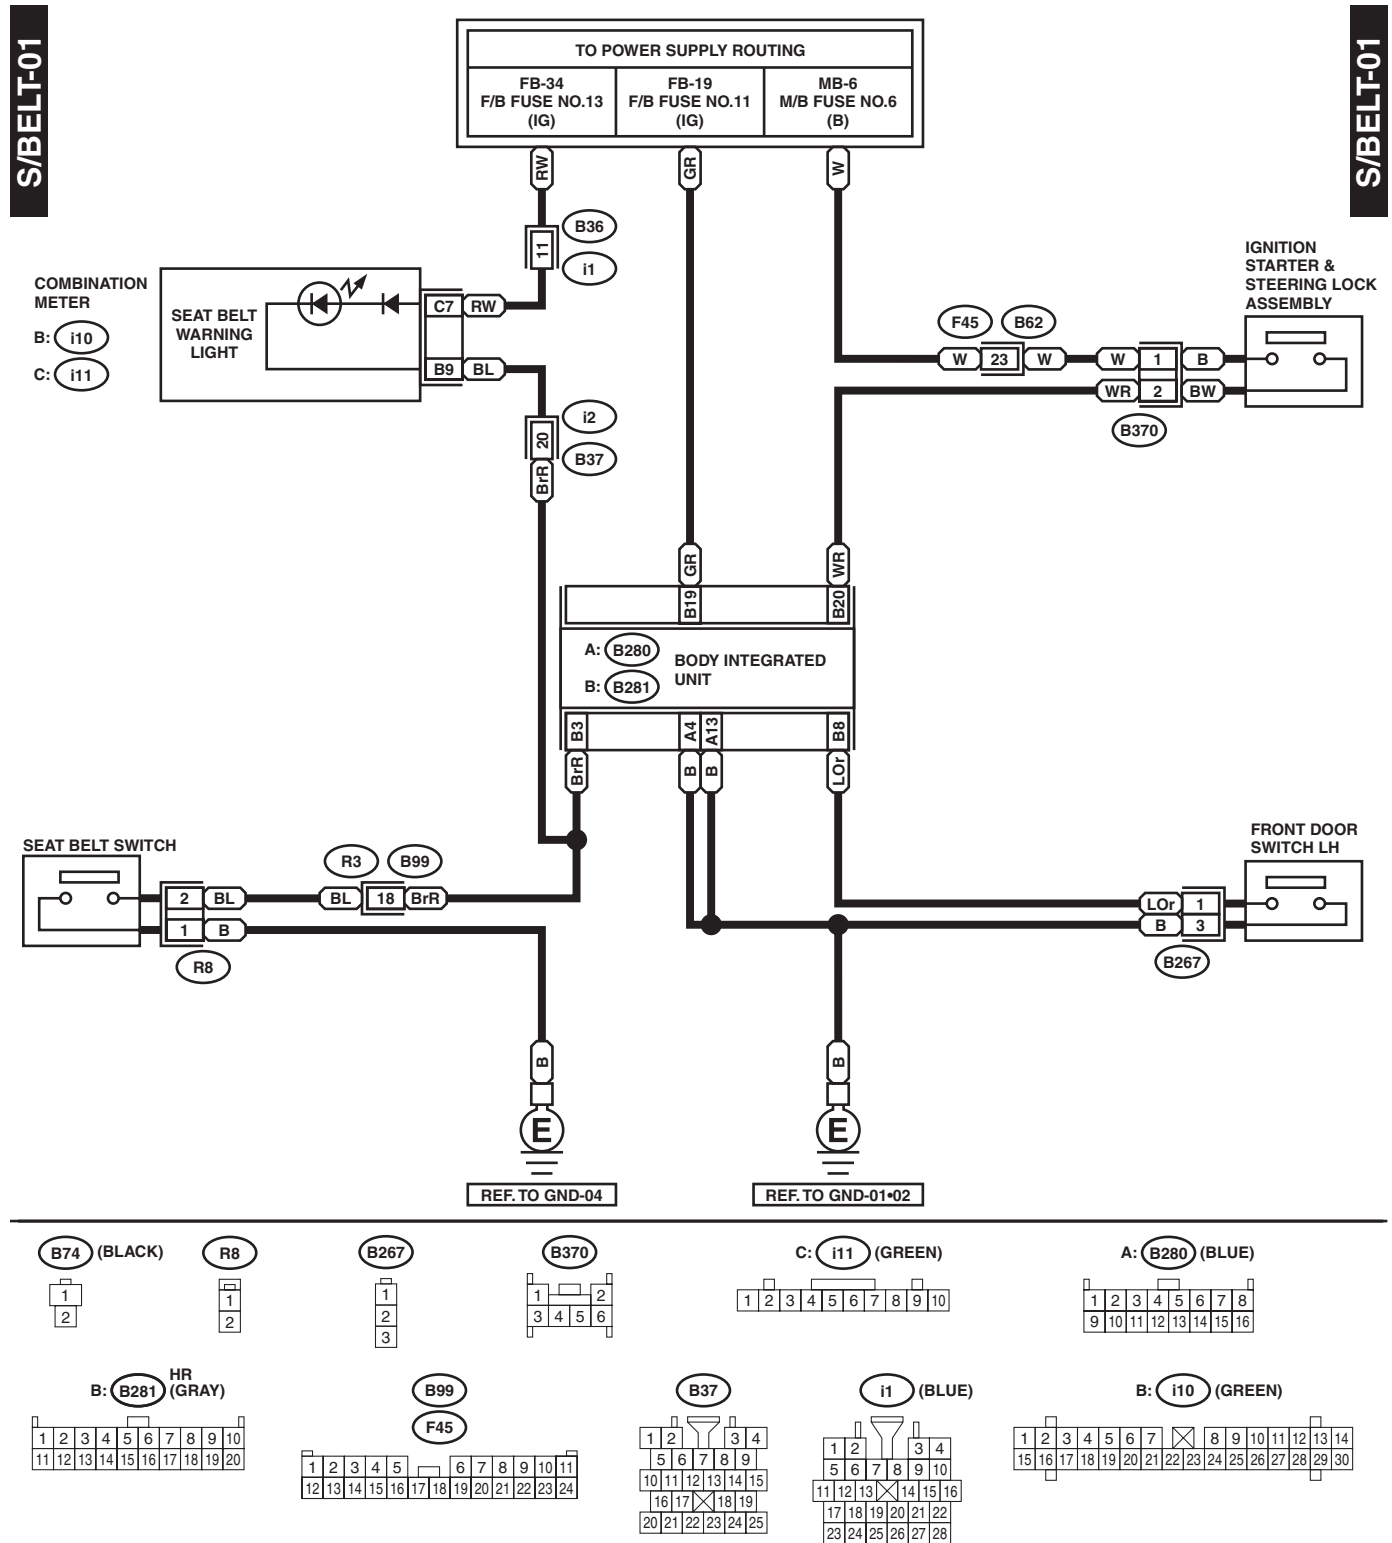 S/BELT-01
S/BELT-01
TO POWER SUPPLY ROUTING
FB-34
F/B FUSE NO.13
(IG)
FB-19
F/B FUSE NO.11
(IG)
MB-6
M/B FUSE NO.6
(B)
RW
GR
W
11
B36
i1
COMBINATION
METER
B: i10
C: i11
SEAT BELT
WARNING
LIGHT
C7 RW
B9 BL
i2
20
B37
BrR
IGNITION
STARTER &
STEERING LOCK
ASSEMBLY
F45 B62
W 23 W W 1 B
WR 2 BW
B370
GR
WR
B19
B20
A: B280
B: B281
BODY INTEGRATED
UNIT
B3 A4 A13 B8
BrR B B LOr
SEAT BELT SWITCH
R3 B99
2 BL BL 18 BrR
1 B
R8
FRONT DOOR
SWITCH LH
LOr 1
B 3
B267
B
B
E
E
REF. TO GND-04
REF. TO GND-01•02
B74 (BLACK)
1
2
R8
1
2
B267
1
2
3
B370
1 2
3 4 5 6
C: i11 (GREEN)
1 2 3 4 5 6 7 8 9 10
A: B280 (BLUE)
1 2 3 4 5 6 7 8
9 10 11 12 13 14 15 16
HR
B: B281 (GRAY)
1 2 3 4 5 6 7 8 9 10
11 12 13 14 15 16 17 18 19 20
B99
F45
1 2 3 4 5 6 7 8 9 10 11
12 13 14 15 16 17 18 19 20 21 22 23 24
B37
1 2 3 4
5 6 7 8 9
10 11 12 13 14 15
16 17 18 19
20 21 22 23 24 25
i1 (BLUE)
1 2 3 4
5 6 7 8 9 10
11 12 13 14 15 16
17 18 19 20 21 22
23 24 25 26 27 28
B: i10 (GREEN)
1 2 3 4 5 6 7 8 9 10 11 12 13 14
15 16 17 18 19 20 21 22 23 24 25 26 27 28 29 30